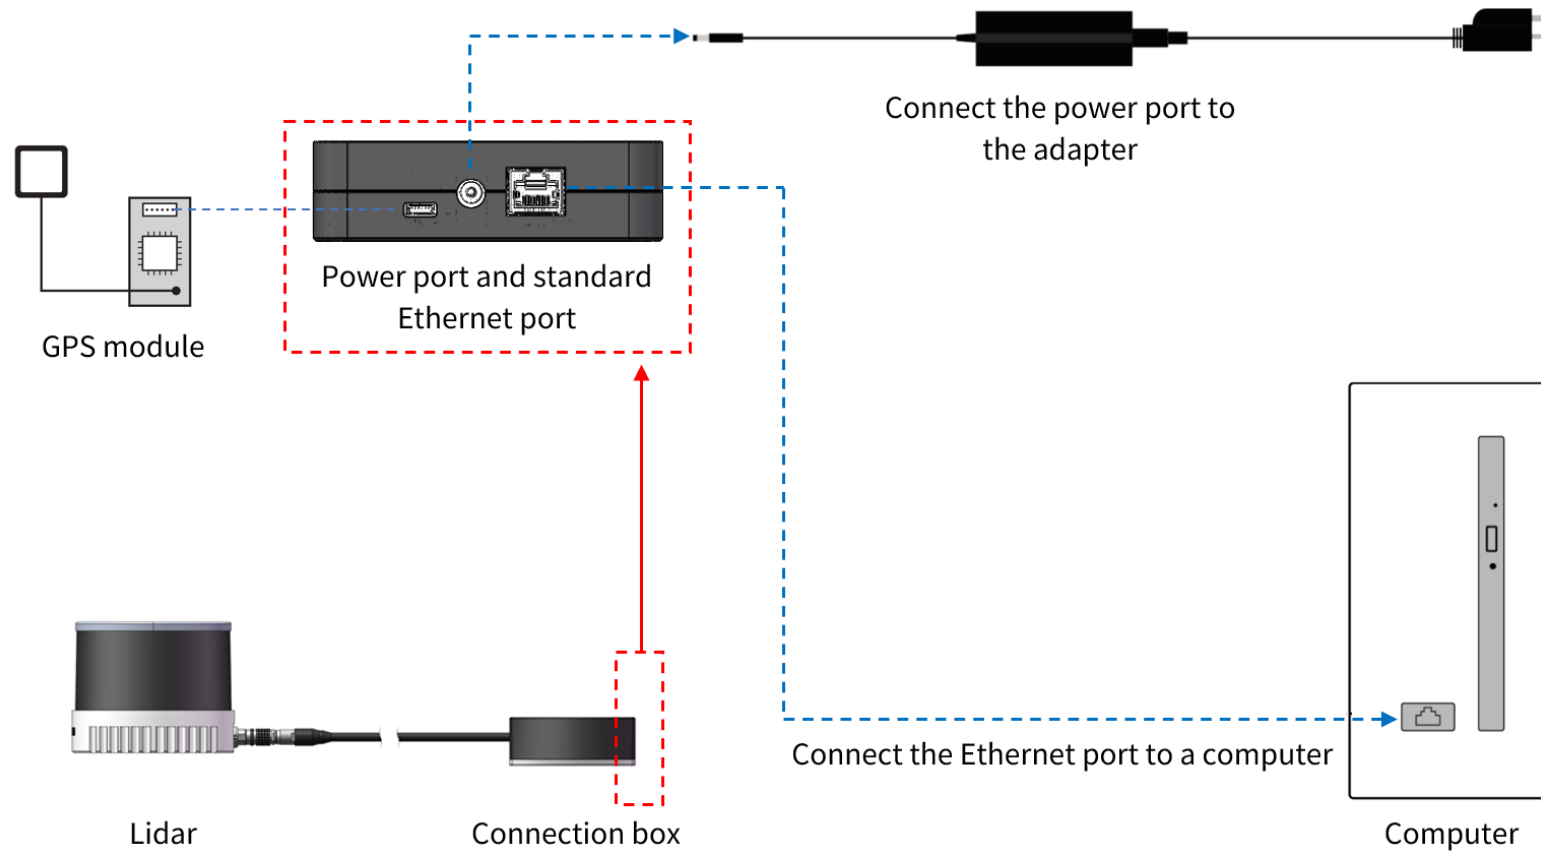 Connect the power port to
the adapter
Power port and standard
Ethernet port
GPS module
Connect the Ethernet port to a computer
Lidar
Connection box
Computer